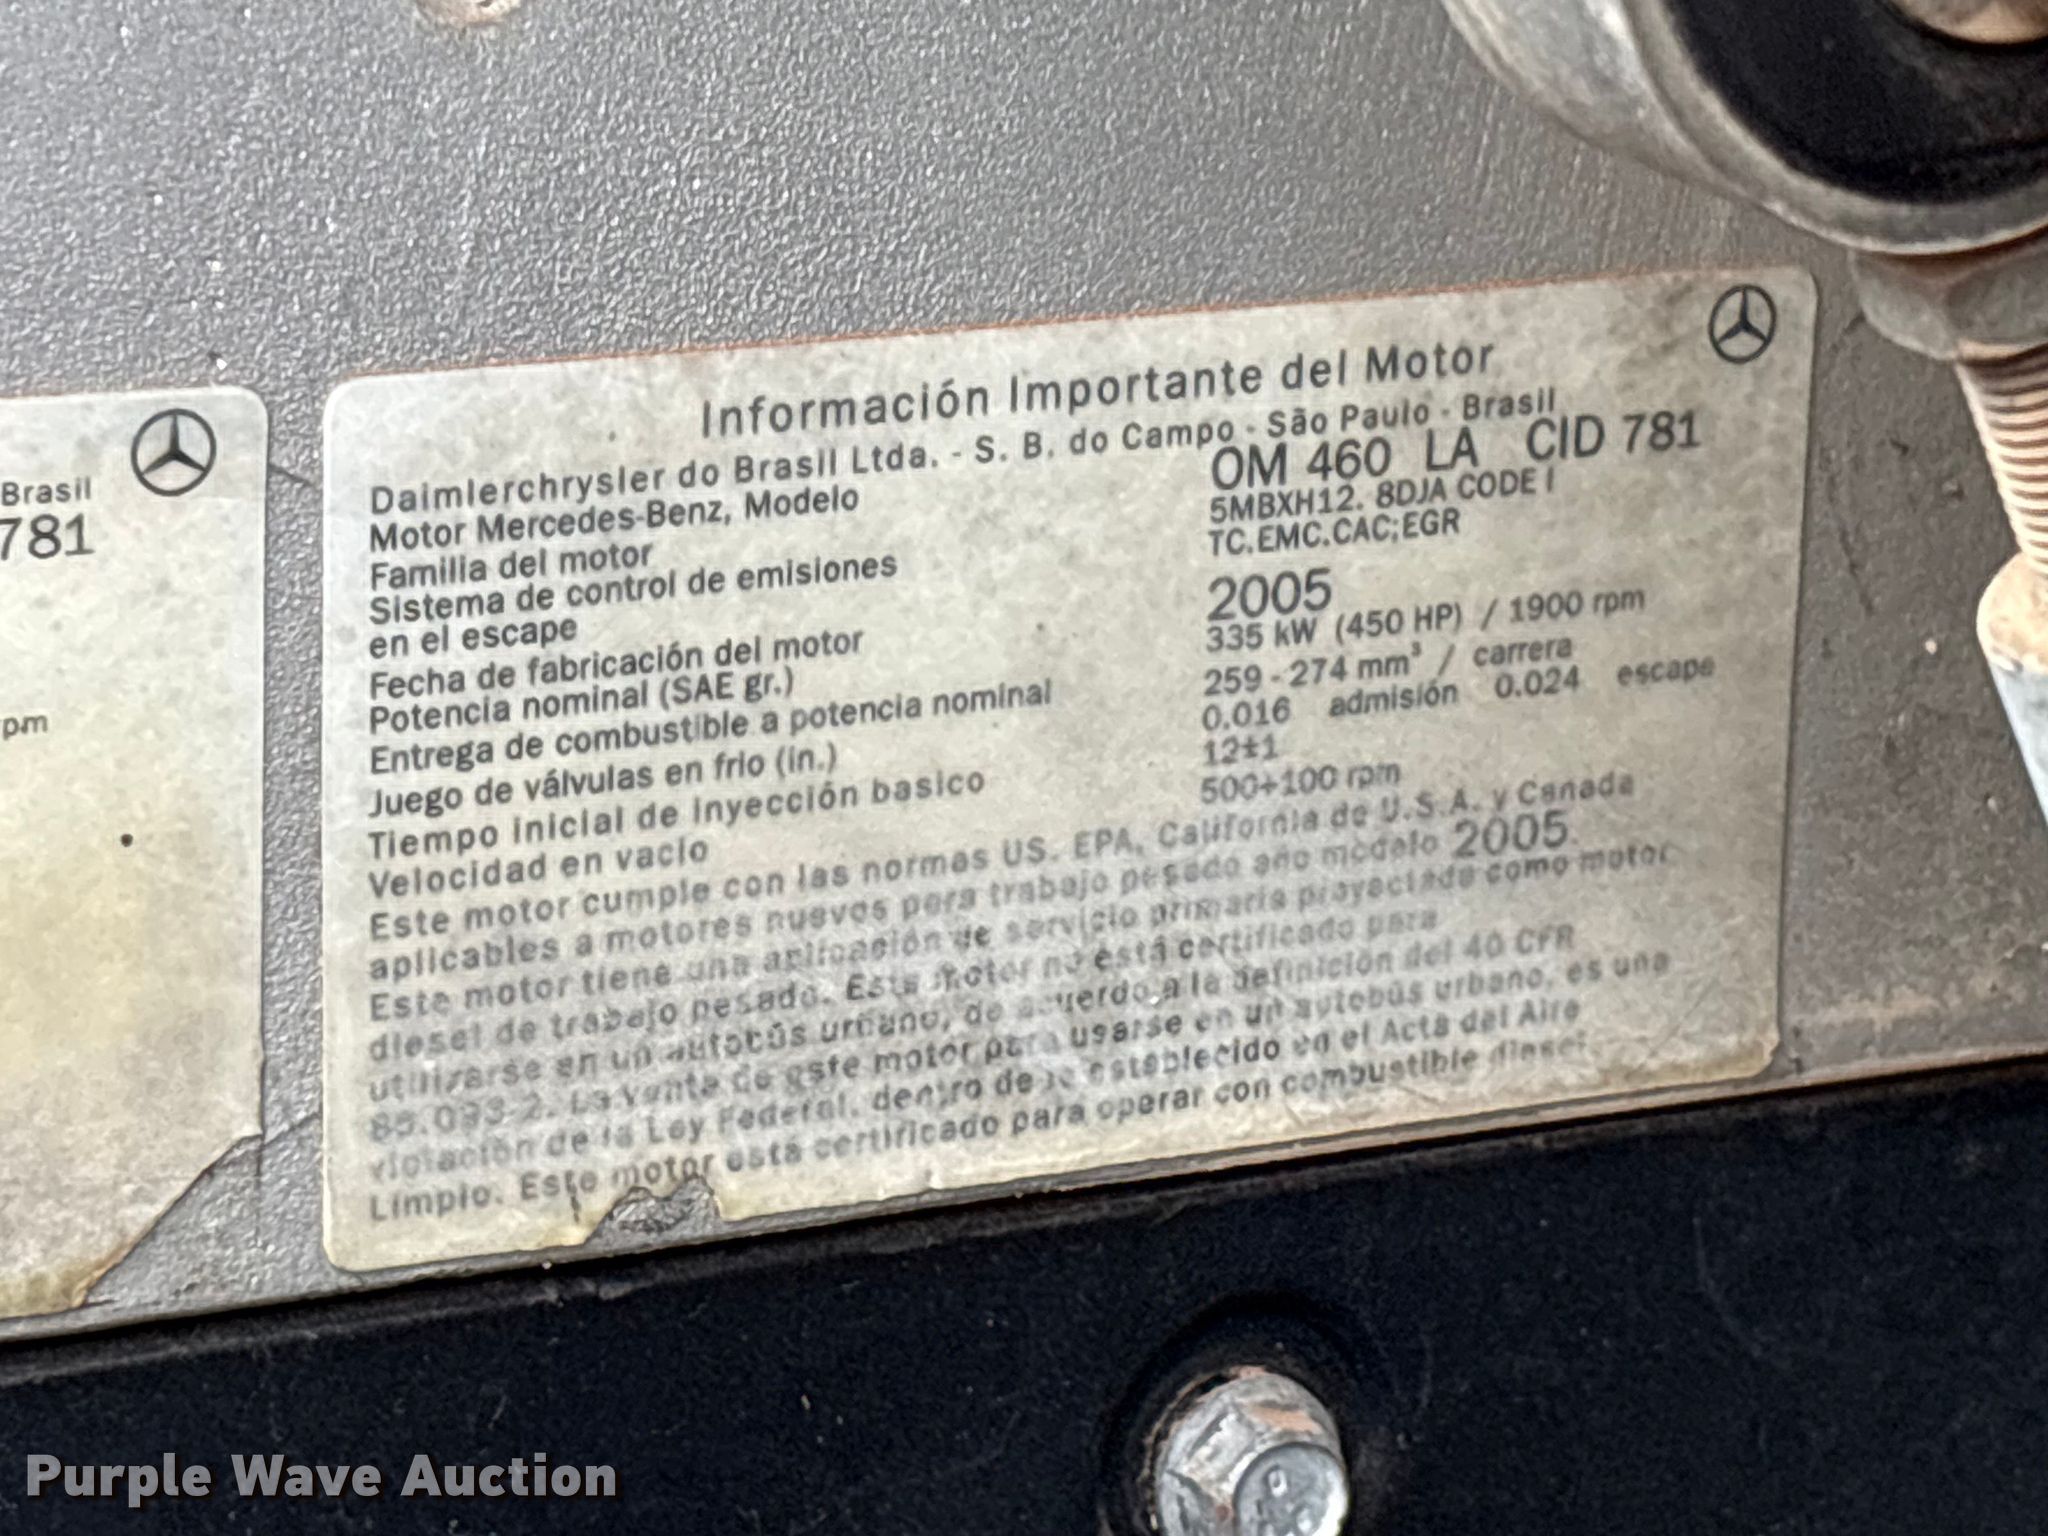 Brasil
781
rpm
Información Importante del Motor
Daimlerchrysler do Brasil Ltda. - S. B. do Campo - São Paulo - Brasil
Motor Mercedes-Benz, Modelo OM 460 LA CID 781
Familia del motor 5MBXH12. 8DJA CODE I
Sistema de control de emisiones TC.EMC.CAC;EGR
en el escape
Fecha de fabricación del motor 2005
Potencia nominal (SAE gr.) 335 kW (450 HP) / 1900 rpm
Entrega de combustible a potencia nominal 259 - 274 mm³ / carrera
Juego de válvulas en frio (in.) 0.016 admisión 0.024 escape
Tiempo inicial de inyección basico 12±1
Velocidad en vacio 500+100 rpm
Este motor cumple con las normas US. EPA, California de U.S.A. y Canada
aplicables a motores nuevos para trabajo pesado año modelo 2005.
Este motor tiene una aplicación de servicio primaria proyectada como motor
diesel de trabajo pesado. Este motor no está certificado para
utilizarse en un autobús urbano, de acuerdo a la definición del 40 CFR
86.093-2. La venta de este motor para usarse en un autobús urbano, es una
violación de la Ley Federal, dentro de lo establecido en el Acta del Aire
Limpio. Este motor está certificado para operar con combustible diesel.
Purple Wave Auction